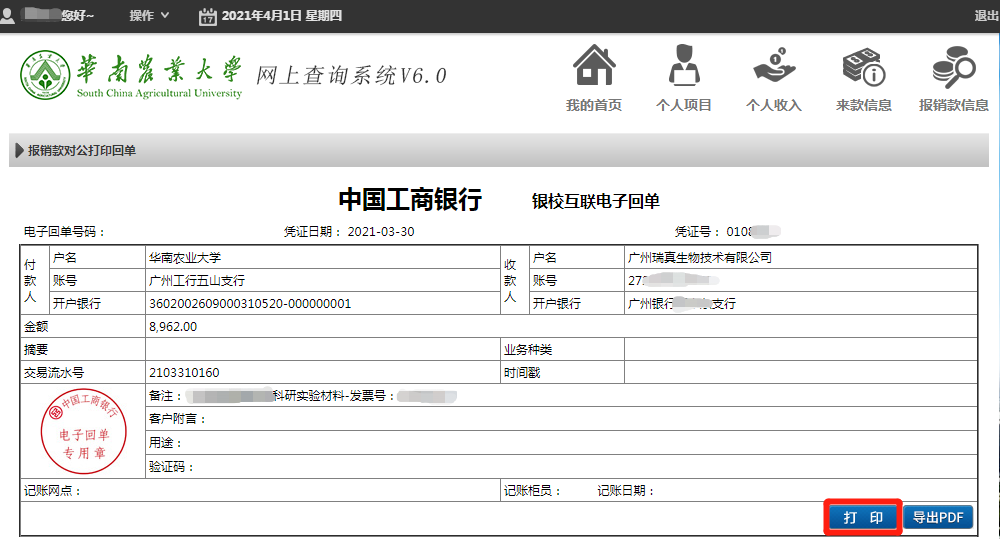 您好~ 操作 2021年4月1日 星期四 退出
华南农业大学 网上查询系统V6.0
South China Agricultural University
我的首页 个人项目 个人收入 来款信息 报销款信息
报销款对公打印回单
中国工商银行 银校互联电子回单
电子回单号码： 凭证日期： 2021-03-30 凭证号： 0108
付款人 户名 华南农业大学 收款人 户名 广州瑞真生物技术有限公司
账号 广州工行五山支行 账号 27
开户银行 3602002609000310520-000000001 开户银行 广州银行 支行
金额 8,962.00
摘要 业务种类
交易流水号 2103310160 时间戳
中国工商银行
电子回单
专用章
备注： 科研实验材料-发票号：
客户附言：
用途：
验证码：
记账网点： 记账柜员： 记账日期：
打 印 导出PDF